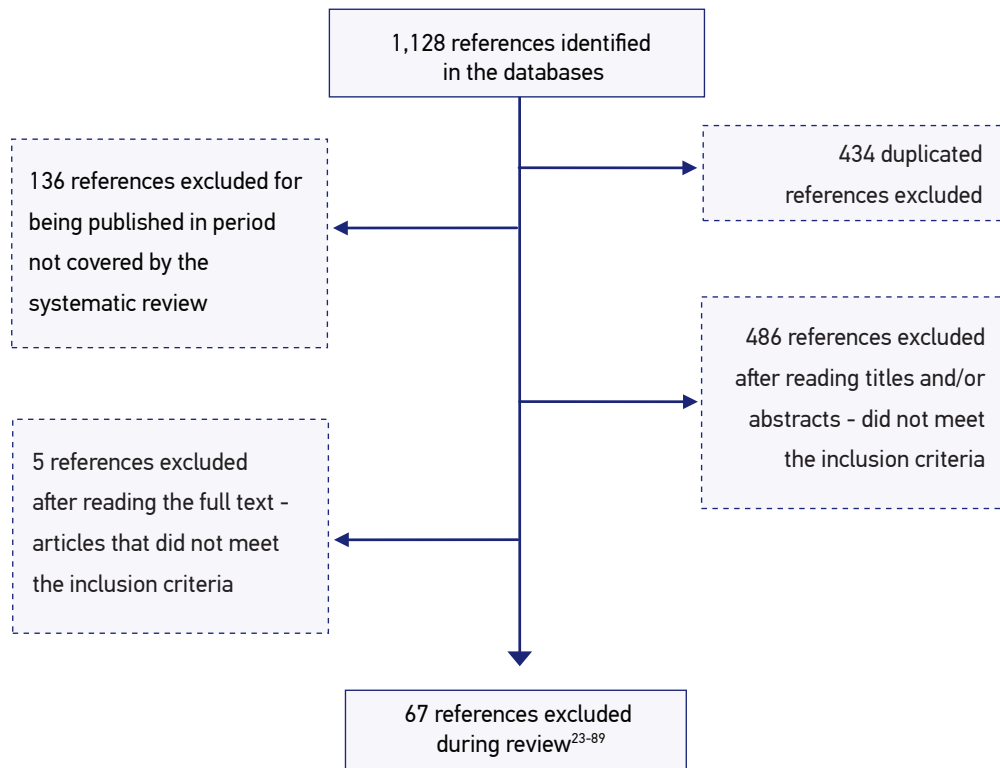 1,128 references identified
in the databases
434 duplicated
references excluded
136 references excluded for
being published in period
not covered by the
systematic review
486 references excluded
after reading titles and/or
abstracts - did not meet
the inclusion criteria
5 references excluded
after reading the full text -
articles that did not meet
the inclusion criteria
67 references excluded
during review23-89